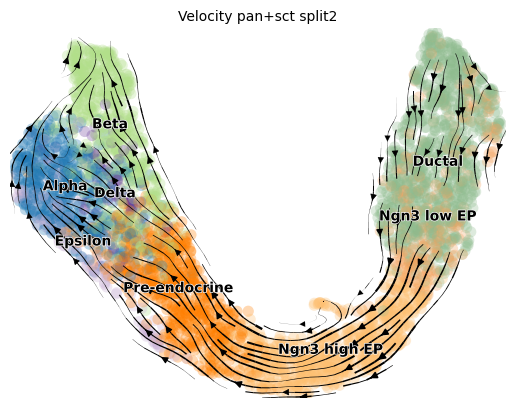 Velocity pan+sct split2
Beta
Ductal
Alpha
Delta
Ngn3 low EP
Epsilon
Pre-endocrine
Ngn3 high EP